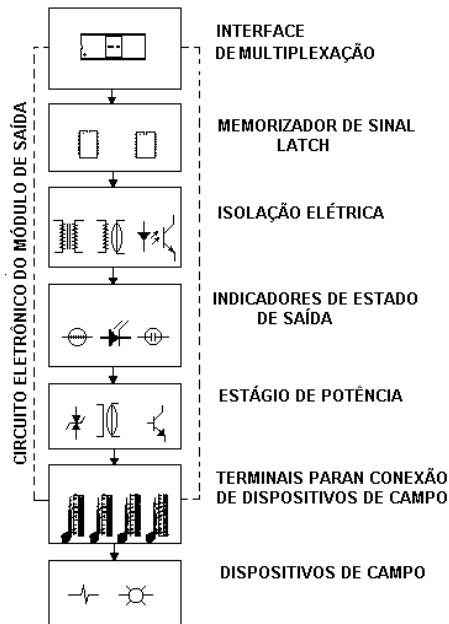 INTERFACE
DE MULTIPLEXAÇÃO
MEMORIZADOR DE SINAL
LATCH
ISOLAÇÃO ELÉTRICA
INDICADORES DE ESTADO
DE SAÍDA
ESTÁGIO DE POTÊNCIA
TERMINAIS PARAN CONEXÃO
DE DISPOSITIVOS DE CAMPO
DISPOSITIVOS DE CAMPO
CIRCUITO ELETRÔNICO DO MÓDULO DE SAÍDA